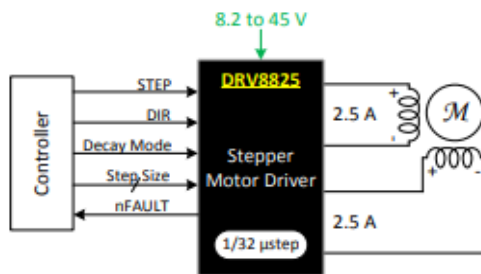 8.2 to 45 V
DRV8825
Controller
STEP
DIR
Decay Mode
Step Size
nFAULT
Stepper
Motor Driver
1/32 µstep
2.5 A
2.5 A
+
-
M
+
-